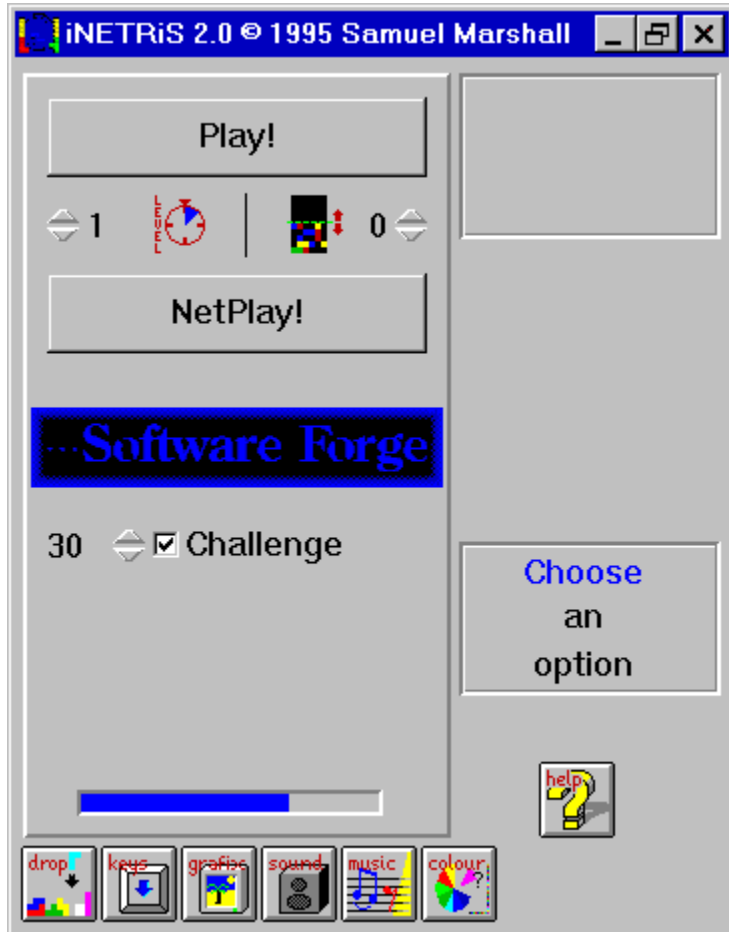 iNETRiS 2.0 © 1995 Samuel Marshall
Play!
1 LEVEL 0
NetPlay!
...Software Forge
30 Challenge
Choose
an
option
help
drop keys grafix sound music colour